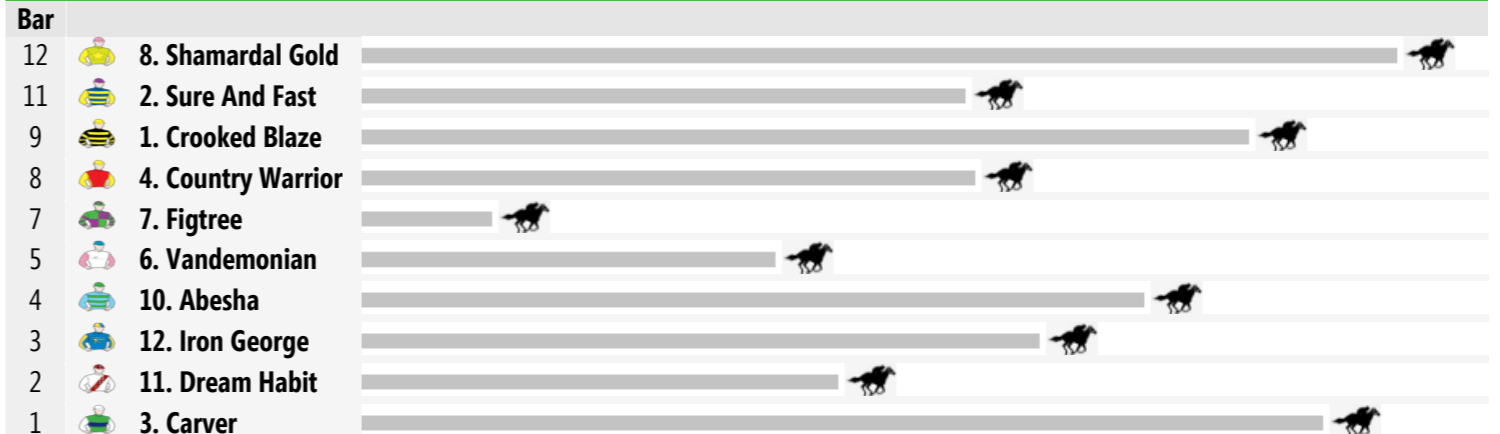 Bar
12 8. Shamardal Gold
11 2. Sure And Fast
9 1. Crooked Blaze
8 4. Country Warrior
7 7. Figtree
5 6. Vandemonian
4 10. Abesha
3 12. Iron George
2 11. Dream Habit
1 3. Carver